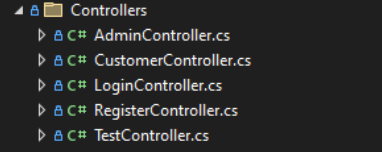 Controllers
C# AdminController.cs
C# CustomerController.cs
C# LoginController.cs
C# RegisterController.cs
C# TestController.cs